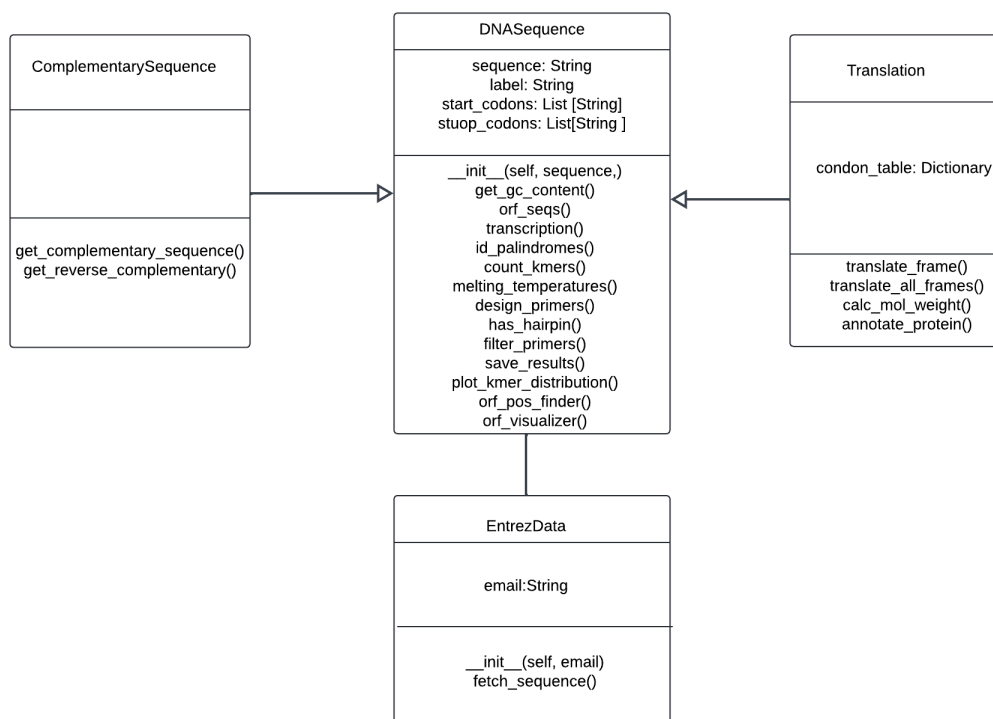 ComplementarySequence
get_complementary_sequence()
get_reverse_complementary()
DNASequence
sequence: String
label: String
start_codons: List [String]
stuop_codons: List[String ]
__init__(self, sequence,)
get_gc_content()
orf_seqs()
transcription()
id_palindromes()
count_kmers()
melting_temperatures()
design_primers()
has_hairpin()
filter_primers()
save_results()
plot_kmer_distribution()
orf_pos_finder()
orf_visualizer()
Translation
condon_table: Dictionary
translate_frame()
translate_all_frames()
calc_mol_weight()
annotate_protein()
EntrezData
email:String
__init__(self, email)
fetch_sequence()